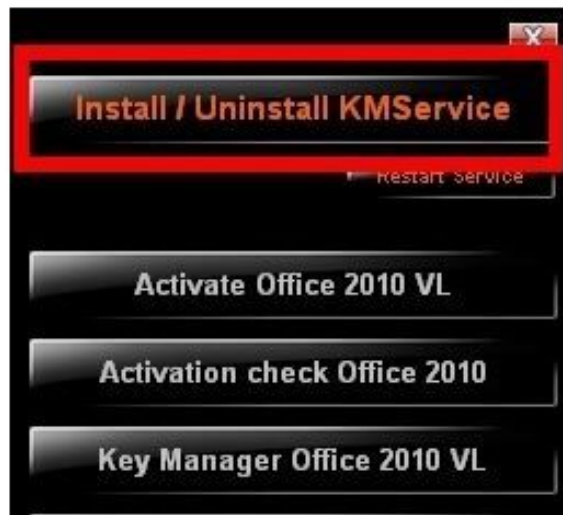 X
Install / Uninstall KMService
Restart Service
Activate Office 2010 VL
Activation check Office 2010
Key Manager Office 2010 VL